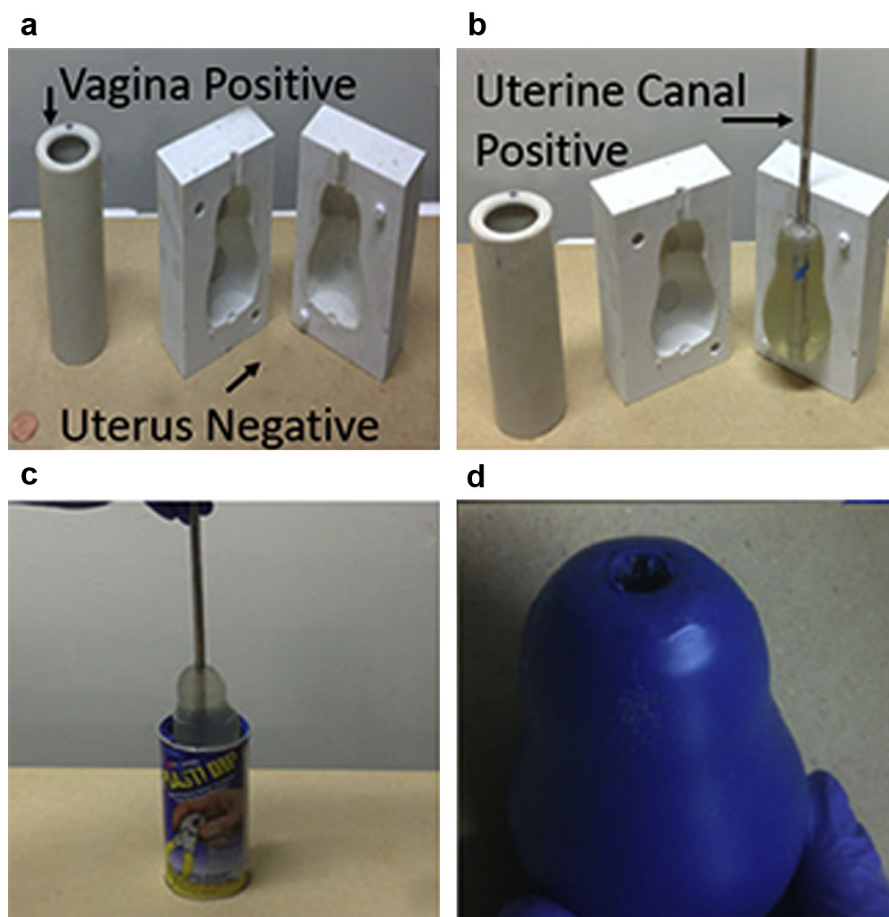 a
Vagina Positive
Uterus Negative
b
Uterine Canal
Positive
c
PLASTI DIP
d